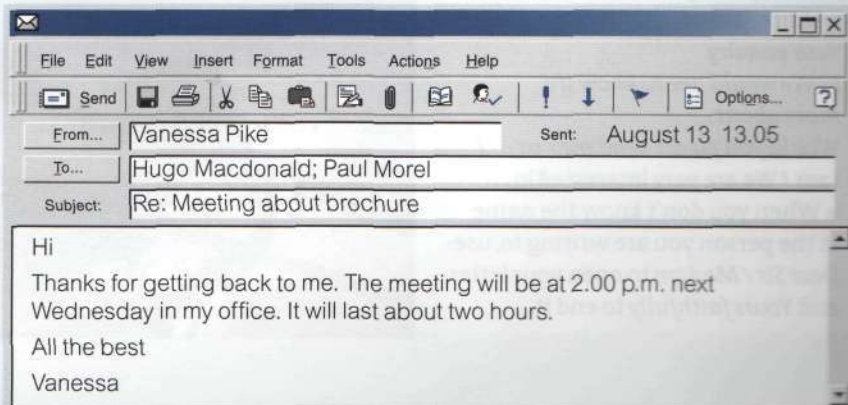 File Edit View Insert Format Tools Actions Help
Send Options...
From... Vanessa Pike Sent: August 13 13.05
To... Hugo Macdonald; Paul Morel
Subject: Re: Meeting about brochure
Hi
Thanks for getting back to me. The meeting will be at 2.00 p.m. next
Wednesday in my office. It will last about two hours.
All the best
Vanessa